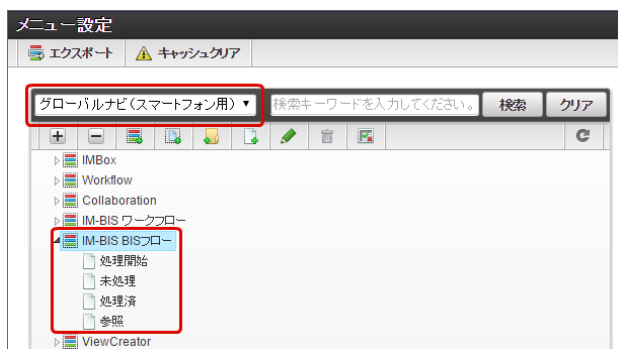 メニュー設定
エクスポート キャッシュクリア
グローバルナビ(スマートフォン用) 検索キーワードを入力してください。 検索 クリア
IMBox
Workflow
Collaboration
IM-BIS ワークフロー
IM-BIS BISフロー
処理開始
未処理
処理済
参照
ViewCreator